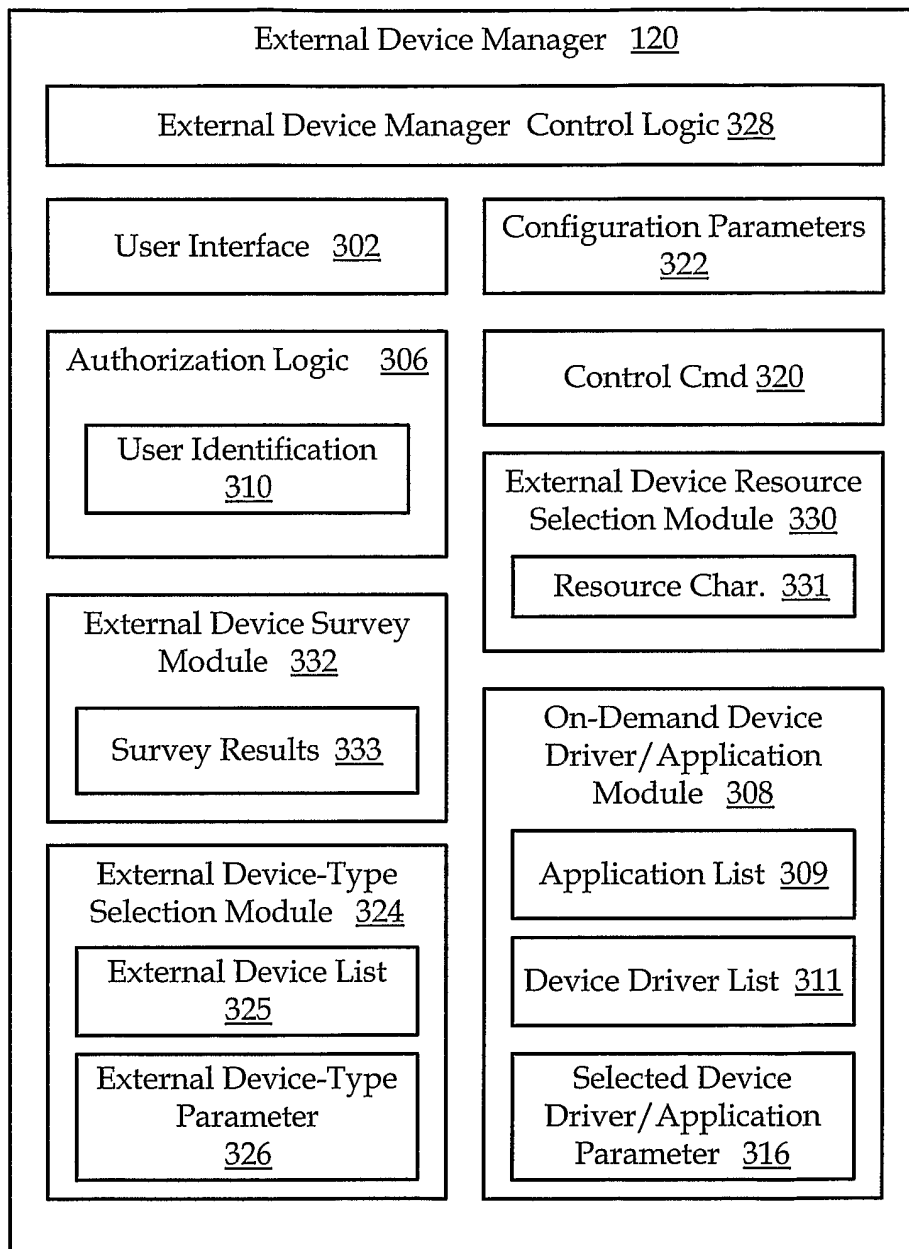 External Device Manager 120
External Device Manager Control Logic 328
User Interface 302
Configuration Parameters
322
Authorization Logic 306
User Identification
310
Control Cmd 320
External Device Resource
Selection Module 330
Resource Char. 331
External Device Survey
Module 332
Survey Results 333
On-Demand Device
Driver/Application
Module 308
Application List 309
Device Driver List 311
Selected Device
Driver/Application
Parameter 316
External Device-Type
Selection Module 324
External Device List
325
External Device-Type
Parameter
326